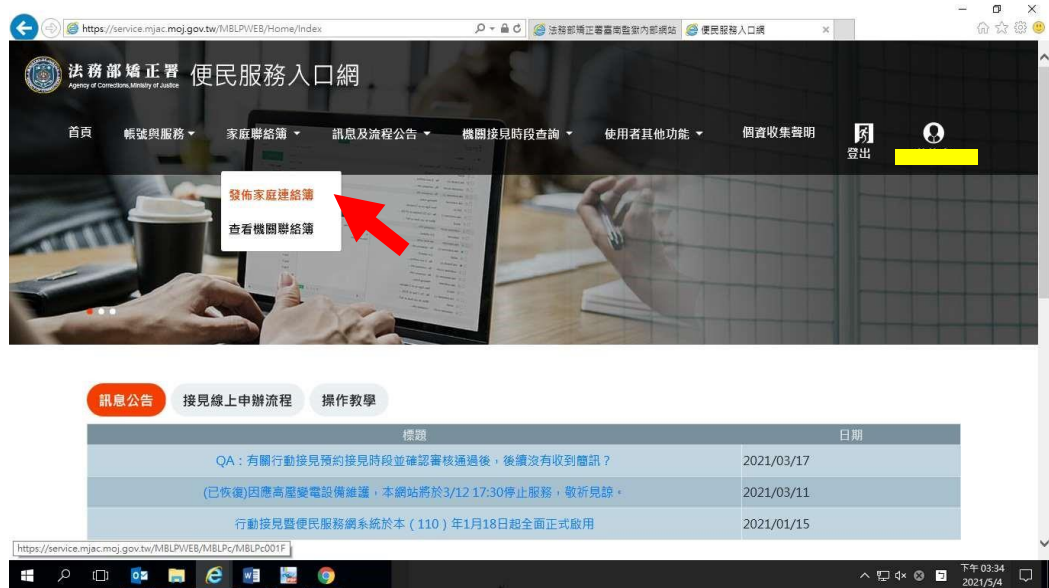 https://service.mjac.moj.gov.tw/MBLPWEB/Home/Index
法務部矯正署臺南監獄內部網站
便民服務入口網
法務部矯正署
Agency of Corrections,Ministry of Justice
便民服務入口網
首頁
帳號與服務
家庭聯絡簿
訊息及流程公告
機關接見時段查詢
使用者其他功能
個資收集聲明
登出
發佈家庭連絡簿
查看機關聯絡簿
訊息公告
接見線上申辦流程
操作教學
標題 日期
QA：有關行動接見預約接見時段並確認審核通過後，後續沒有收到簡訊？ 2021/03/17
(已恢復)因應高壓變電設備維護，本網站將於3/12 17:30停止服務，敬祈見諒。 2021/03/11
行動接見暨便民服務網系統於本（110）年1月18日起全面正式啟用 2021/01/15
https://service.mjac.moj.gov.tw/MBLPWEB/MBLPc/MBLPc001F
下午 03:34
2021/5/4